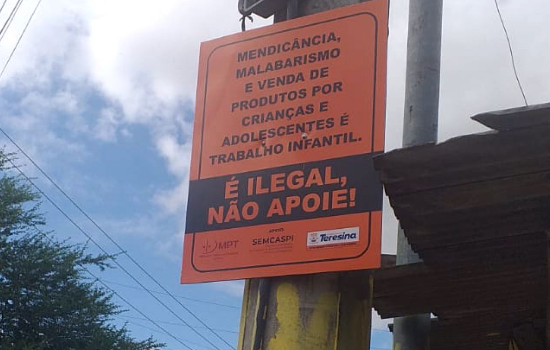 MENDICÂNCIA,
MALABARISMO
E VENDA DE
PRODUTOS POR
CRIANÇAS E
ADOLESCENTES É
TRABALHO INFANTIL.
É ILEGAL,
NÃO APOIE!
MPT
SEMCASPI
Teresina